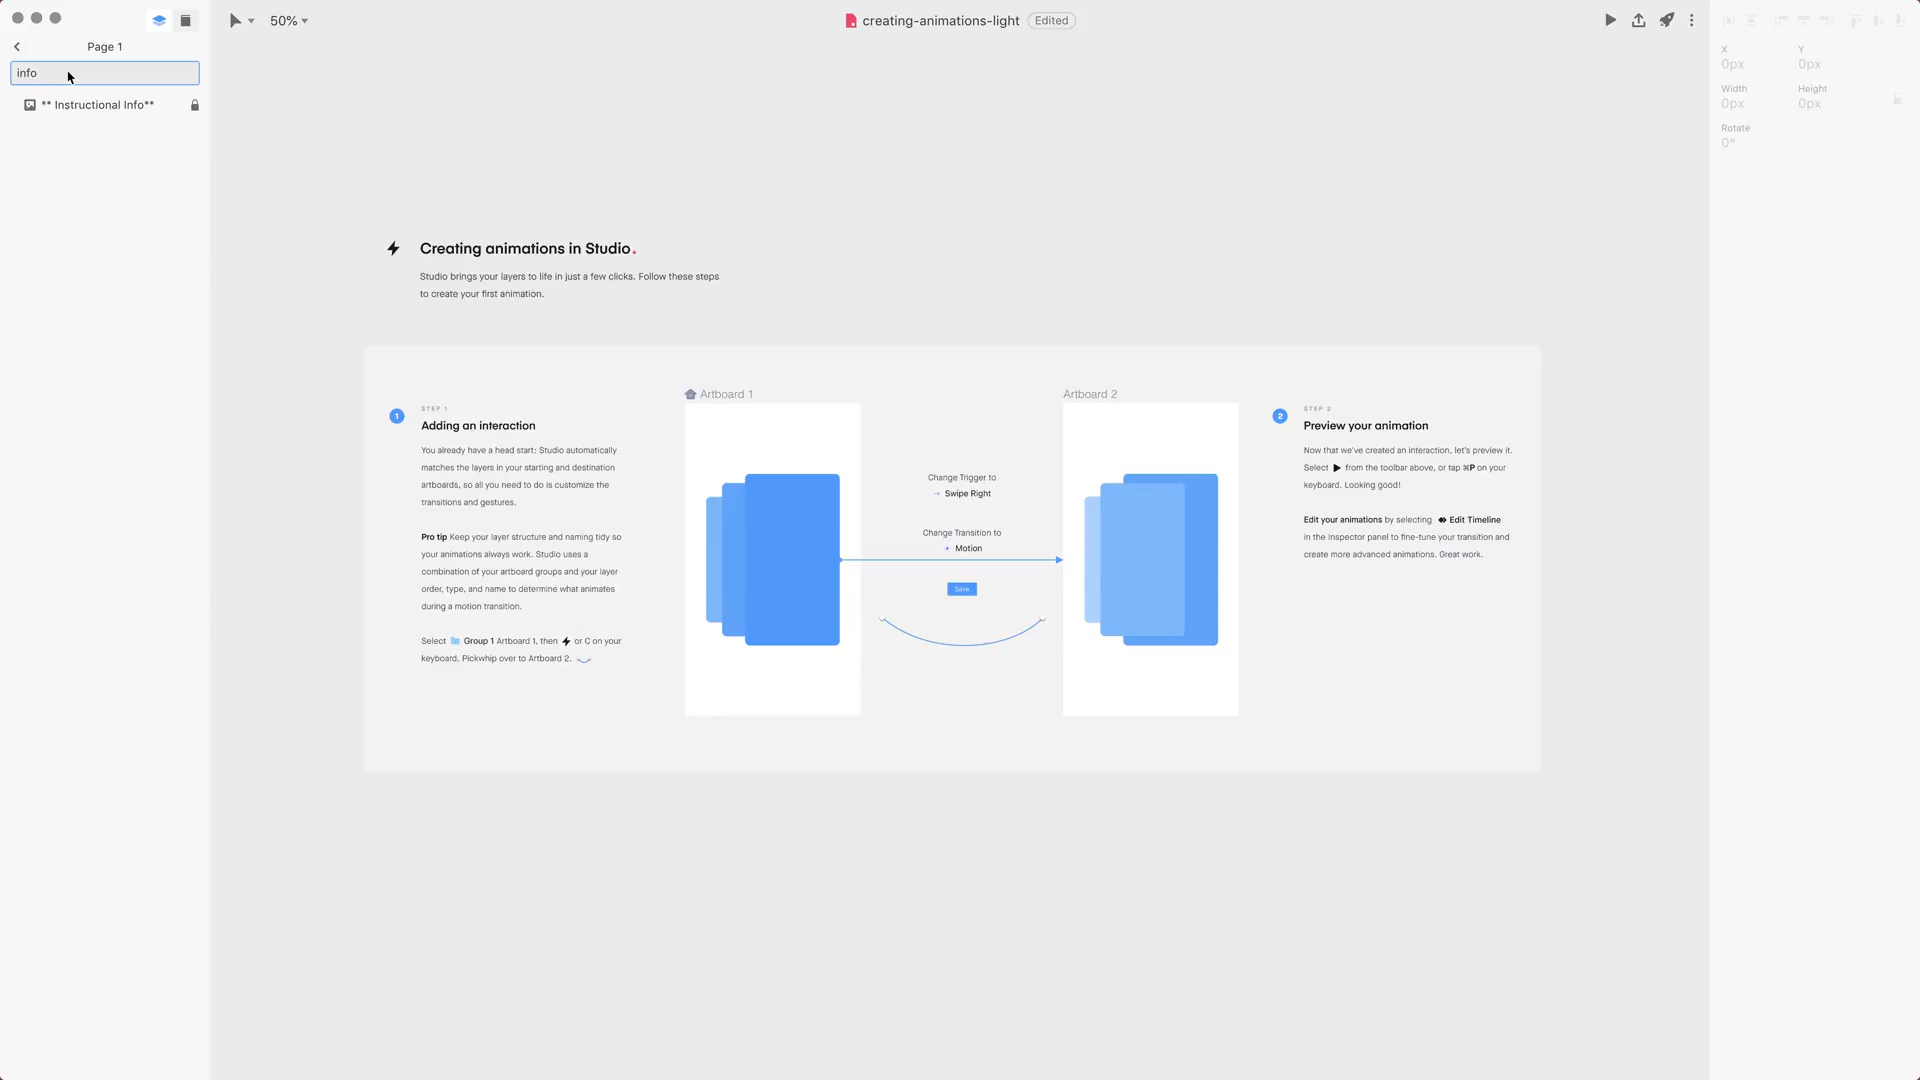 Page 1
info
** Instructional Info**
50%
creating-animations-light
Edited
X
Y
0px
0px
Width
Height
0px
0px
Rotate
0°
Creating animations in Studio.
Studio brings your layers to life in just a few clicks. Follow these steps
to create your first animation.
1
STEP 1
Adding an interaction
You already have a head start: Studio automatically
matches the layers in your starting and destination
artboards, so all you need to do is customize the
transitions and gestures.
Pro tip Keep your layer structure and naming tidy so
your animations always work. Studio uses a
combination of your artboard groups and your layer
order, type, and name to determine what animates
during a motion transition.
Select Group 1 Artboard 1, then or C on your
keyboard. Pickwhip over to Artboard 2.
Artboard 1
Change Trigger to
→ Swipe Right
Change Transition to
Motion
Save
Artboard 2
2
STEP 2
Preview your animation
Now that we've created an interaction, let's preview it.
Select ▶ from the toolbar above, or tap ⌘P on your
keyboard. Looking good!
Edit your animations by selecting Edit Timeline
in the Inspector panel to fine-tune your transition and
create more advanced animations. Great work.